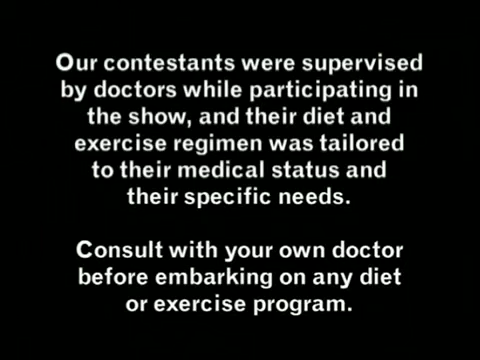 Our contestants were supervised
by doctors while participating in
the show, and their diet and
exercise regimen was tailored
to their medical status and
their specific needs.
Consult with your own doctor
before embarking on any diet
or exercise program.